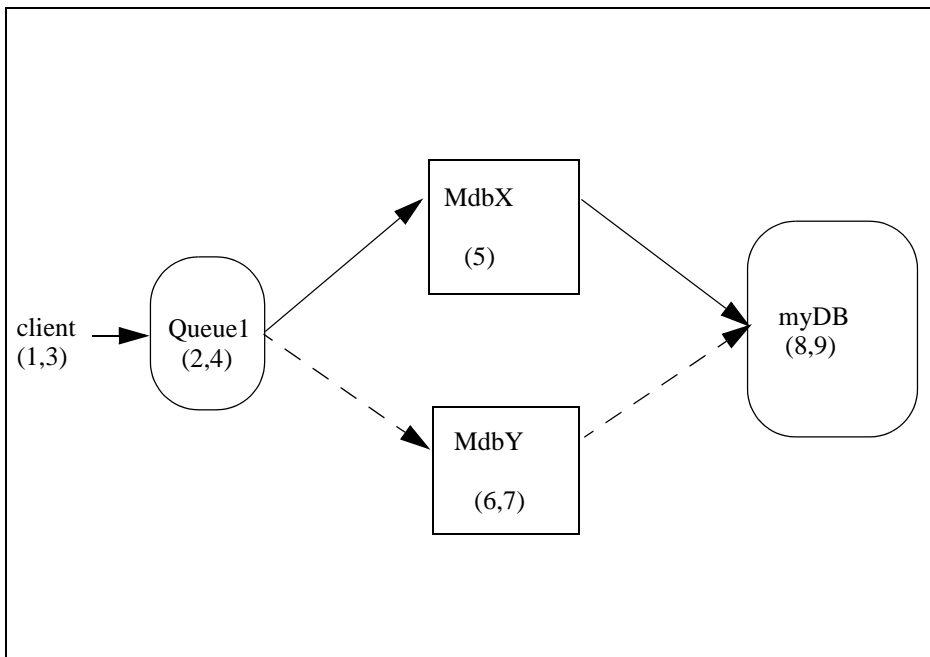 client
(1,3)
Queue1
(2,4)
MdbX
(5)
MdbY
(6,7)
myDB
(8,9)